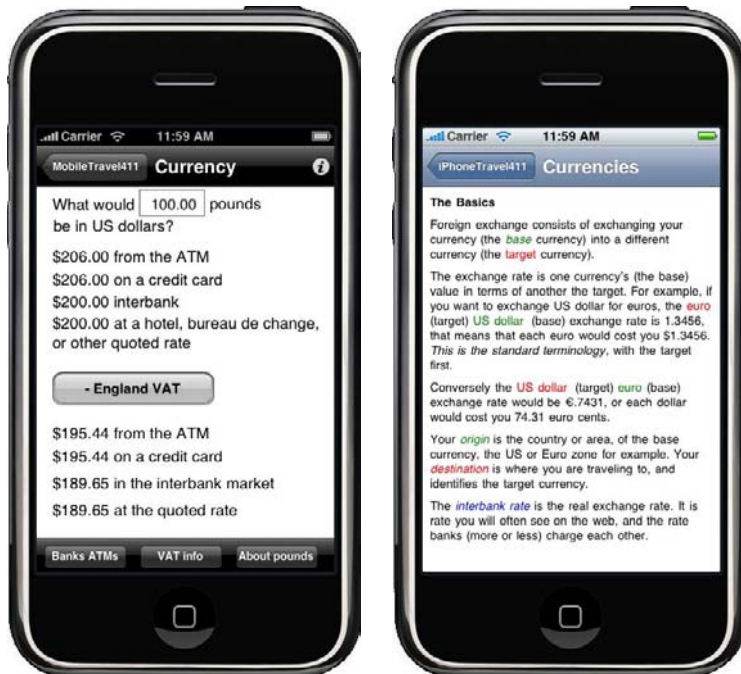 Carrier 11:59 AM
MobileTravel411 Currency
What would 100.00 pounds
be in US dollars?
$206.00 from the ATM
$206.00 on a credit card
$200.00 interbank
$200.00 at a hotel, bureau de change,
or other quoted rate
- England VAT
$195.44 from the ATM
$195.44 on a credit card
$189.65 in the interbank market
$189.65 at the quoted rate
Banks ATMs VAT info About pounds
Carrier 11:59 AM
iPhoneTravel411 Currencies
The Basics
Foreign exchange consists of exchanging your
currency (the base currency) into a different
currency (the target currency).
The exchange rate is one currency's (the base)
value in terms of another the target. For example, if
you want to exchange US dollar for euros, the euro
(target) US dollar (base) exchange rate is 1.3456,
that means that each euro would cost you $1.3456.
This is the standard terminology, with the target
first.
Conversely the US dollar (target) euro (base)
exchange rate would be €.7431, or each dollar
would cost you 74.31 euro cents.
Your origin is the country or area, of the base
currency, the US or Euro zone for example. Your
destination is where you are traveling to, and
identifies the target currency.
The interbank rate is the real exchange rate. It is
rate you will often see on the web, and the rate
banks (more or less) charge each other.